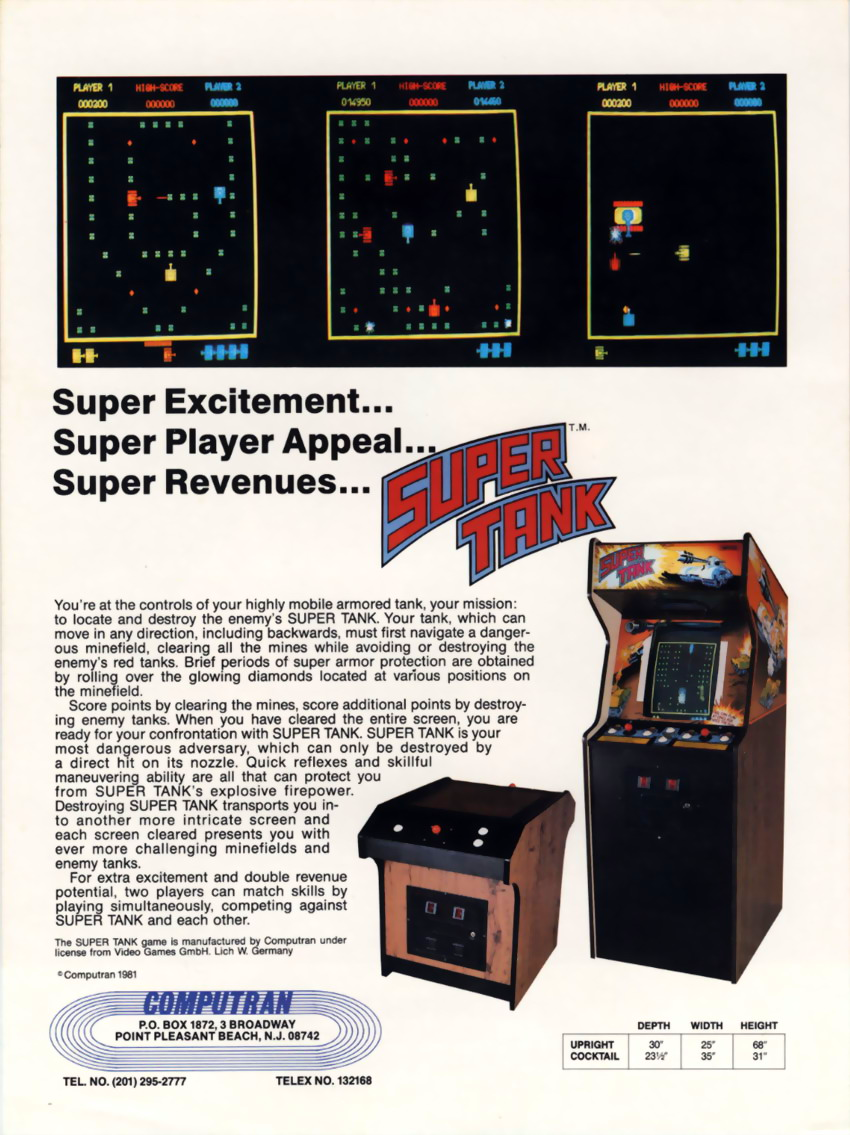 PLAYER 1 HIGH-SCORE PLAYER 2
000300 000000 000000
PLAYER 1 HIGH-SCORE PLAYER 2
014950 000000
PLAYER 1 HIGH-SCORE PLAYER 2
000300 000000 000000
Super Excitement...
Super Player Appeal...
Super Revenues...
SUPER
TANK
T.M.
SUPER
TANK
You're at the controls of your highly mobile armored tank, your mission:
to locate and destroy the enemy's SUPER TANK. Your tank, which can
move in any direction, including backwards, must first navigate a danger-
ous minefield, clearing all the mines while avoiding or destroying the
enemy's red tanks. Brief periods of super armor protection are obtained
by rolling over the glowing diamonds located at various positions on
the minefield.
Score points by clearing the mines, score additional points by destroy-
ing enemy tanks. When you have cleared the entire screen, you are
ready for your confrontation with SUPER TANK. SUPER TANK is your
most dangerous adversary, which can only be destroyed by
a direct hit on its nozzle. Quick reflexes and skillful
maneuvering ability are all that can protect you
from SUPER TANK's explosive firepower.
Destroying SUPER TANK transports you in-
to another more intricate screen and
each screen cleared presents you with
ever more challenging minefields and
enemy tanks.
For extra excitement and double revenue
potential, two players can match skills by
playing simultaneously, competing against
SUPER TANK and each other.
The SUPER TANK game is manufactured by Computran under
license from Video Games GmbH. Lich W. Germany
© Computran 1981
COMPUTRAN
P.O. BOX 1872, 3 BROADWAY
POINT PLEASANT BEACH, N.J. 08742
TEL. NO. (201) 295-2777 TELEX NO. 132168
DEPTH WIDTH HEIGHT
UPRIGHT 30" 25" 68"
COCKTAIL 23½" 35" 31"